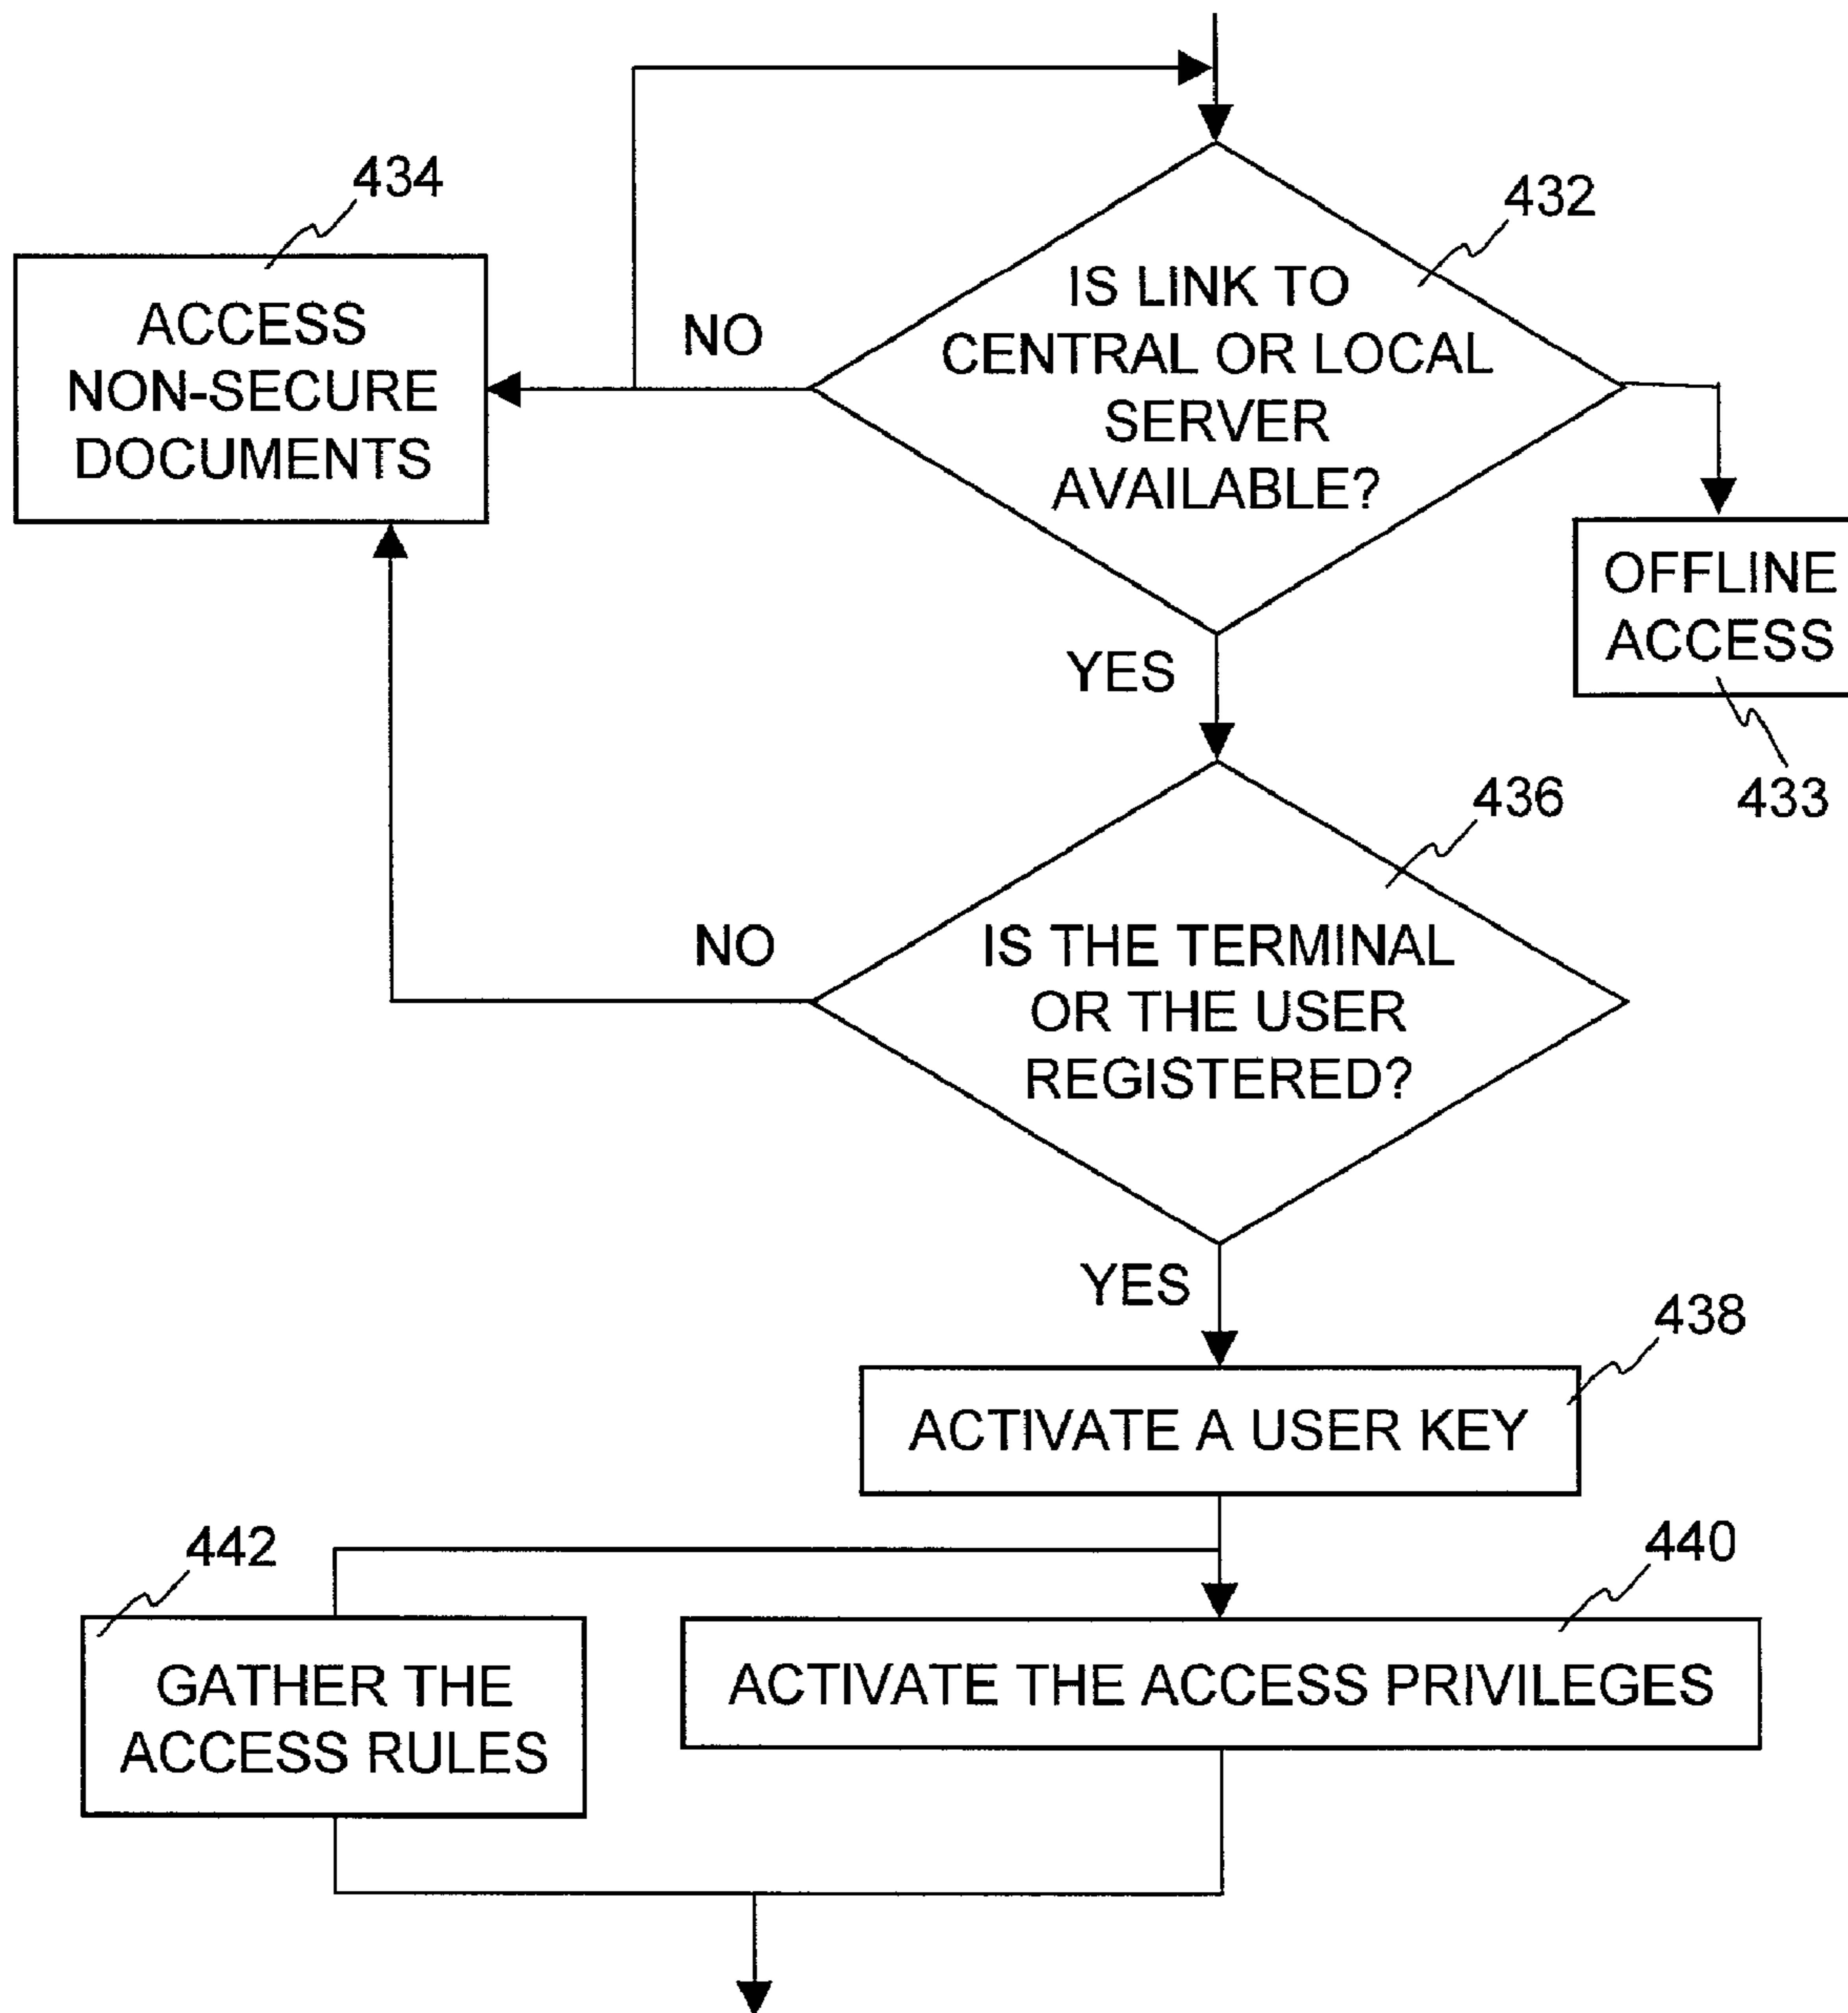 434
432
ACCESS
NON-SECURE
DOCUMENTS
NO
IS LINK TO
CENTRAL OR LOCAL
SERVER
AVAILABLE?
OFFLINE
ACCESS
433
YES
436
NO
IS THE TERMINAL
OR THE USER
REGISTERED?
YES
438
ACTIVATE A USER KEY
442
440
GATHER THE
ACCESS RULES
ACTIVATE THE ACCESS PRIVILEGES